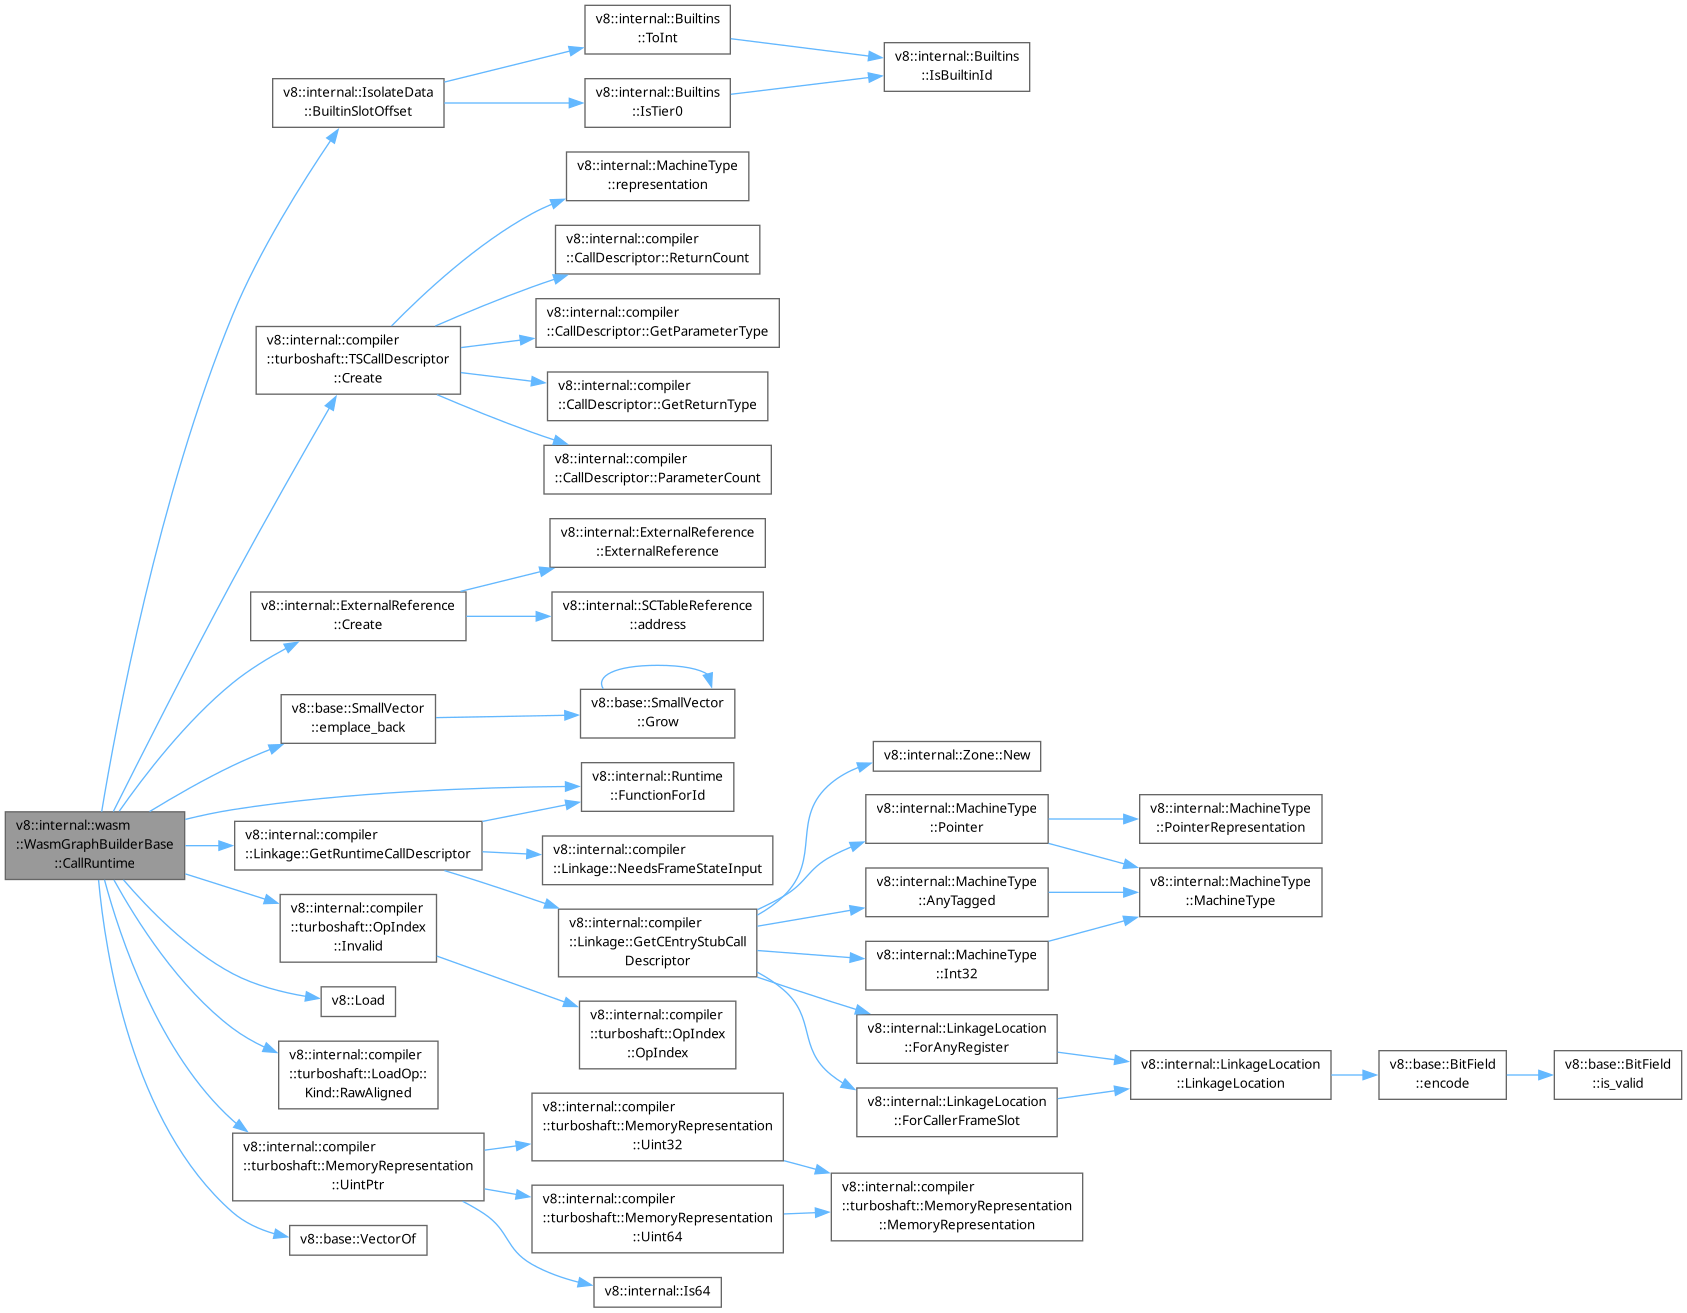 v8::internal::Builtins
::ToInt
v8::internal::Builtins
::IsBuiltinId
v8::internal::IsolateData
::BuiltinSlotOffset
v8::internal::Builtins
::IsTier0
v8::internal::MachineType
::representation
v8::internal::compiler
::CallDescriptor::ReturnCount
v8::internal::compiler
::CallDescriptor::GetParameterType
v8::internal::compiler
::turboshaft::TSCallDescriptor
::Create
v8::internal::compiler
::CallDescriptor::GetReturnType
v8::internal::compiler
::CallDescriptor::ParameterCount
v8::internal::ExternalReference
::ExternalReference
v8::internal::ExternalReference
::Create
v8::internal::SCTableReference
::address
v8::base::SmallVector
::emplace_back
v8::base::SmallVector
::Grow
v8::internal::Zone::New
v8::internal::Runtime
::FunctionForId
v8::internal::MachineType
::Pointer
v8::internal::MachineType
::PointerRepresentation
v8::internal::wasm
::WasmGraphBuilderBase
::CallRuntime
v8::internal::compiler
::Linkage::GetRuntimeCallDescriptor
v8::internal::compiler
::Linkage::NeedsFrameStateInput
v8::internal::MachineType
::AnyTagged
v8::internal::MachineType
::MachineType
v8::internal::compiler
::turboshaft::OpIndex
::Invalid
v8::internal::compiler
::Linkage::GetCEntryStubCall
Descriptor
v8::internal::MachineType
::Int32
v8::Load
v8::internal::compiler
::turboshaft::OpIndex
::OpIndex
v8::internal::LinkageLocation
::ForAnyRegister
v8::internal::compiler
::turboshaft::LoadOp::
Kind::RawAligned
v8::internal::LinkageLocation
::LinkageLocation
v8::base::BitField
::encode
v8::base::BitField
::is_valid
v8::internal::LinkageLocation
::ForCallerFrameSlot
v8::internal::compiler
::turboshaft::MemoryRepresentation
::Uint32
v8::internal::compiler
::turboshaft::MemoryRepresentation
::UintPtr
v8::internal::compiler
::turboshaft::MemoryRepresentation
::Uint64
v8::internal::compiler
::turboshaft::MemoryRepresentation
::MemoryRepresentation
v8::base::VectorOf
v8::internal::Is64